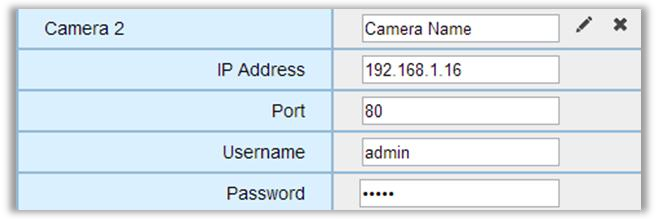 Camera 2 Camera Name
IP Address 192.168.1.16
Port 80
Username admin
Password •••••